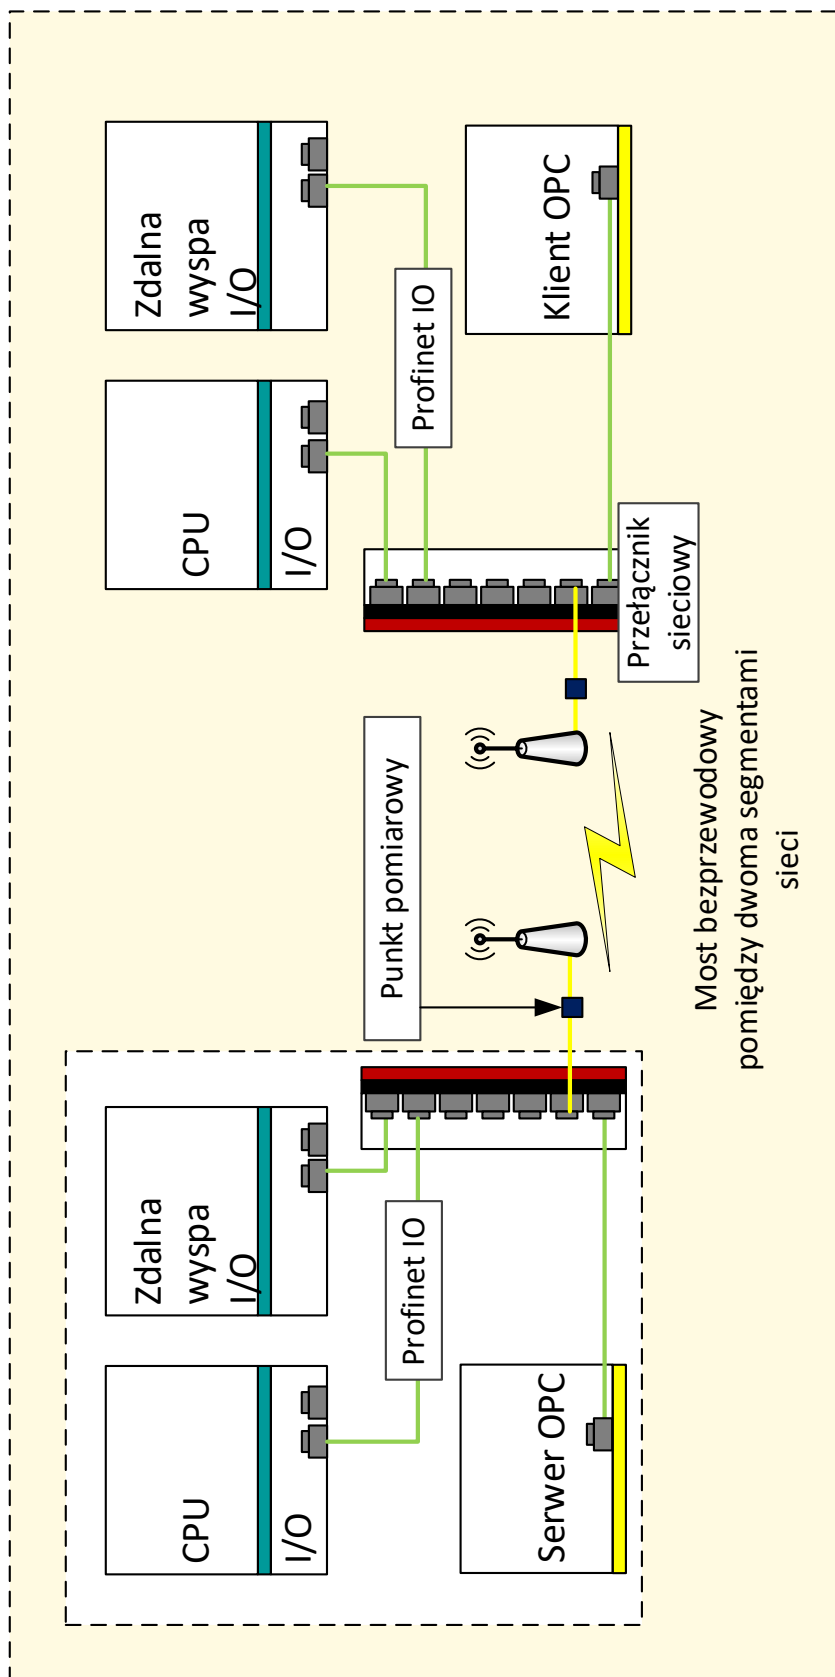 CPU
I/O
Zdalna
wyspa
I/O
Profinet IO
Serwer OPC
Punkt pomiarowy
CPU
I/O
Zdalna
wyspa
I/O
Profinet IO
Klient OPC
Przełącznik
sieciowy
Most bezprzewodowy
pomiędzy dwoma segmentami
sieci